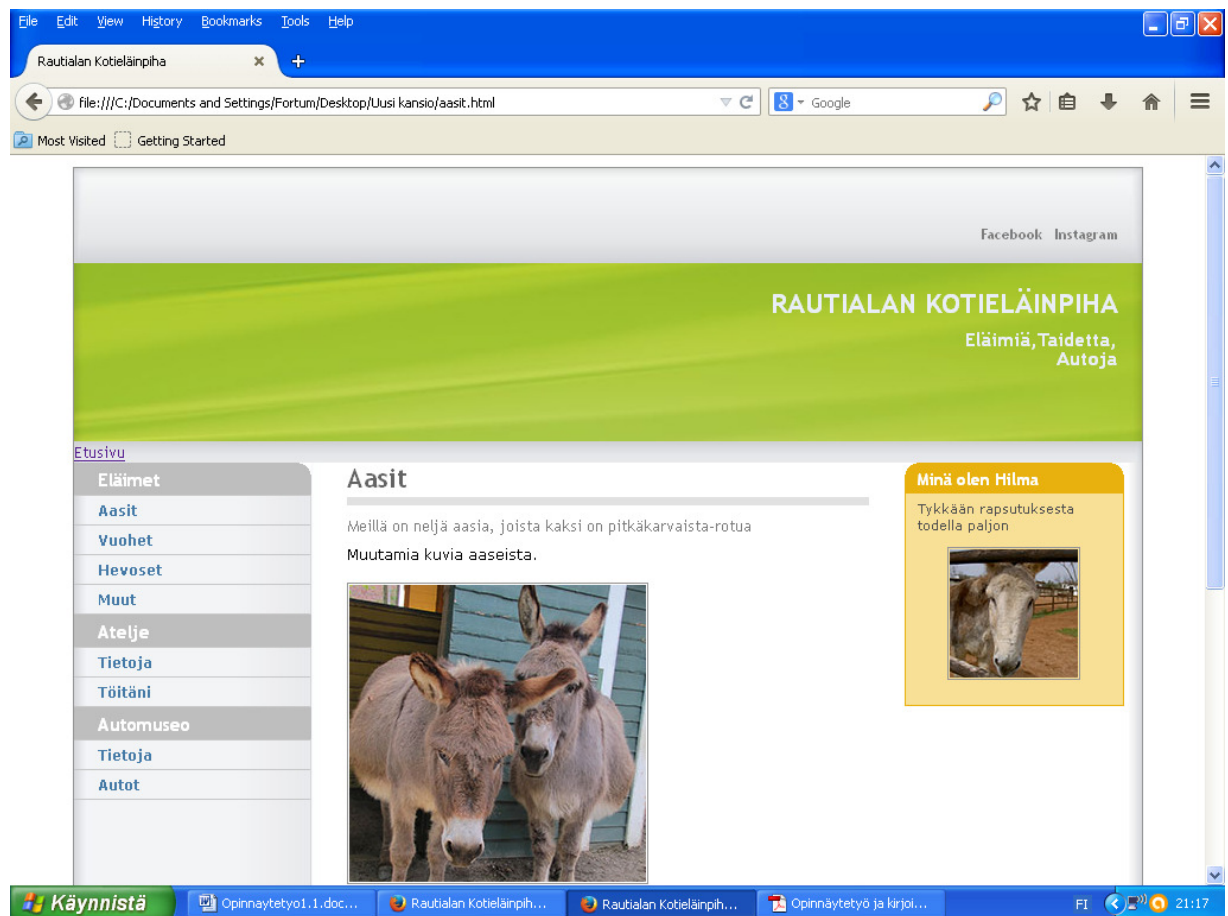 File Edit View History Bookmarks Tools Help
Rautialan Kotieläinpiha
file:///C:/Documents and Settings/Fortum/Desktop/Uusi kansio/aasit.html
Google
Most Visited Getting Started
Facebook Instagram
RAUTIALAN KOTIELÄINPIHA
Eläimiä,Taidetta,
Autoja
Etusivu
Eläimet
Aasit
Vuohet
Hevoset
Muut
Atelje
Tietoja
Töitäni
Automuseo
Tietoja
Autot
Aasit
Meillä on neljä aasia, joista kaksi on pitkäkarvaista-rotua
Muutamia kuvia aaseista.
Minä olen Hilma
Tykkään rapsutuksesta
todella paljon
Käynnistä Opinnaytetyo1.1.doc... Rautialan Kotieläinpih... Rautialan Kotieläinpih... Opinnäytetyö ja kirjoi... FI 21:17